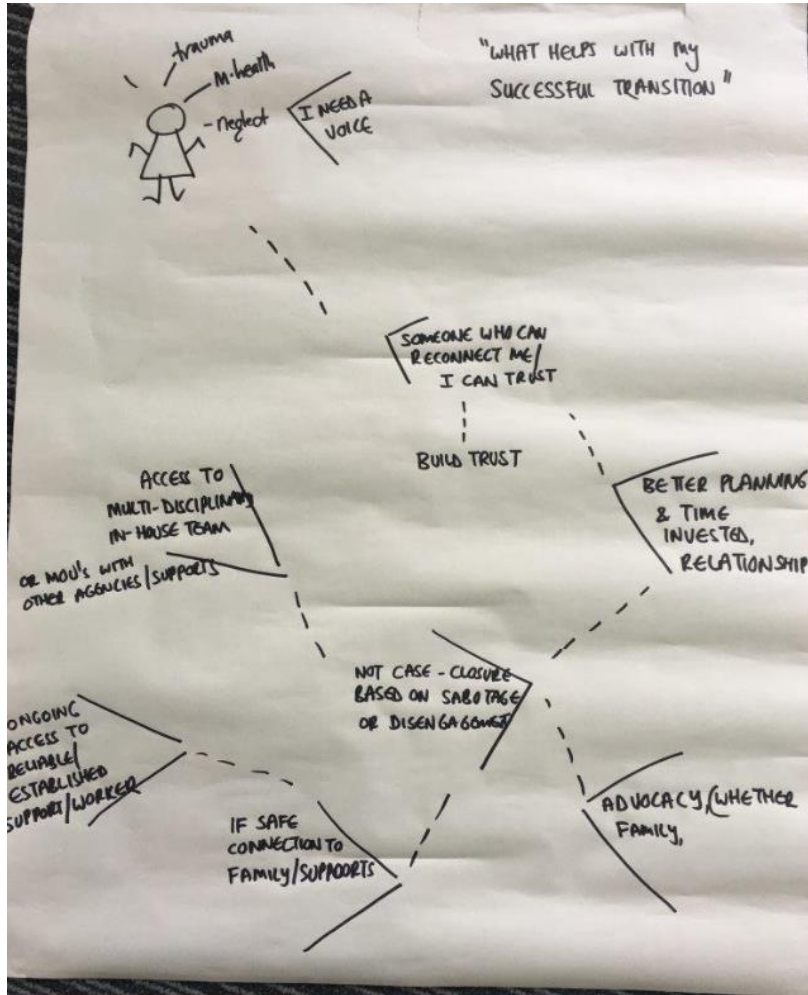 trauma
M.health
- neglect
I NEED A
VOICE
"WHAT HELPS WITH MY
SUCCESSFUL TRANSITION"
SOMEONE WHO CAN
RECONNECT ME/
I CAN TRUST
BUILD TRUST
BETTER PLANNING
& TIME
INVESTED,
RELATIONSHIP
ACCESS TO
MULTI-DISCIPLINARY
IN-HOUSE TEAM
OR MOU'S WITH
OTHER AGENCIES/SUPPORTS
NOT CASE-CLOSURE
BASED ON SABOTAGE
OR DISENGAGEMENT
ADVOCACY, (WHETHER
FAMILY,
IF SAFE
CONNECTION TO
FAMILY/SUPPOORTS
ONGOING
ACCESS TO
RELIABLE/
ESTABLISHED
SUPPORT/WORKER